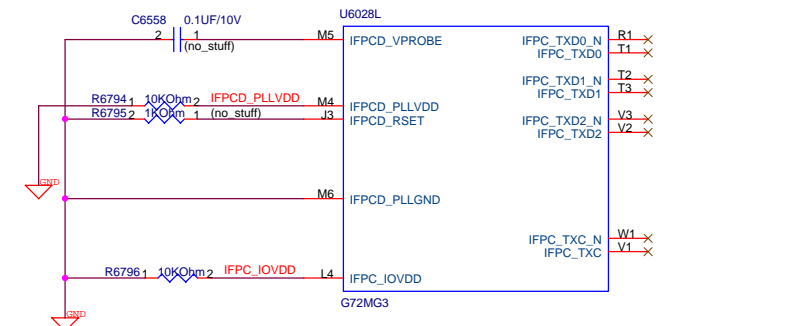 C6558 0.1UF/10V
2 1
(no_stuff)
U6028L
M5 IFPCD_VPROBE
IFPC_TXD0_N R1
IFPC_TXD0 T1
IFPC_TXD1_N T2
IFPC_TXD1 T3
R6794 1 10KOhm 2 IFPCD_PLLVDD M4 IFPCD_PLLVDD
R6795 2 1KOhm 1 (no_stuff) J3 IFPCD_RSET
IFPC_TXD2_N V3
IFPC_TXD2 V2
GND
M6 IFPCD_PLLGND
IFPC_TXC_N W1
IFPC_TXC V1
R6796 1 10KOhm 2 IFPC_IOVDD L4 IFPC_IOVDD
G72MG3
GND